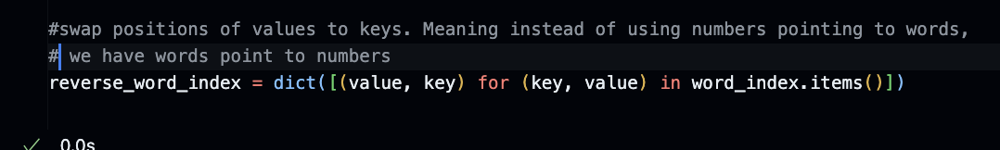 #swap positions of values to keys. Meaning instead of using numbers pointing to words,
# we have words point to numbers
reverse_word_index = dict([(value, key) for (key, value) in word_index.items()])
0.0s